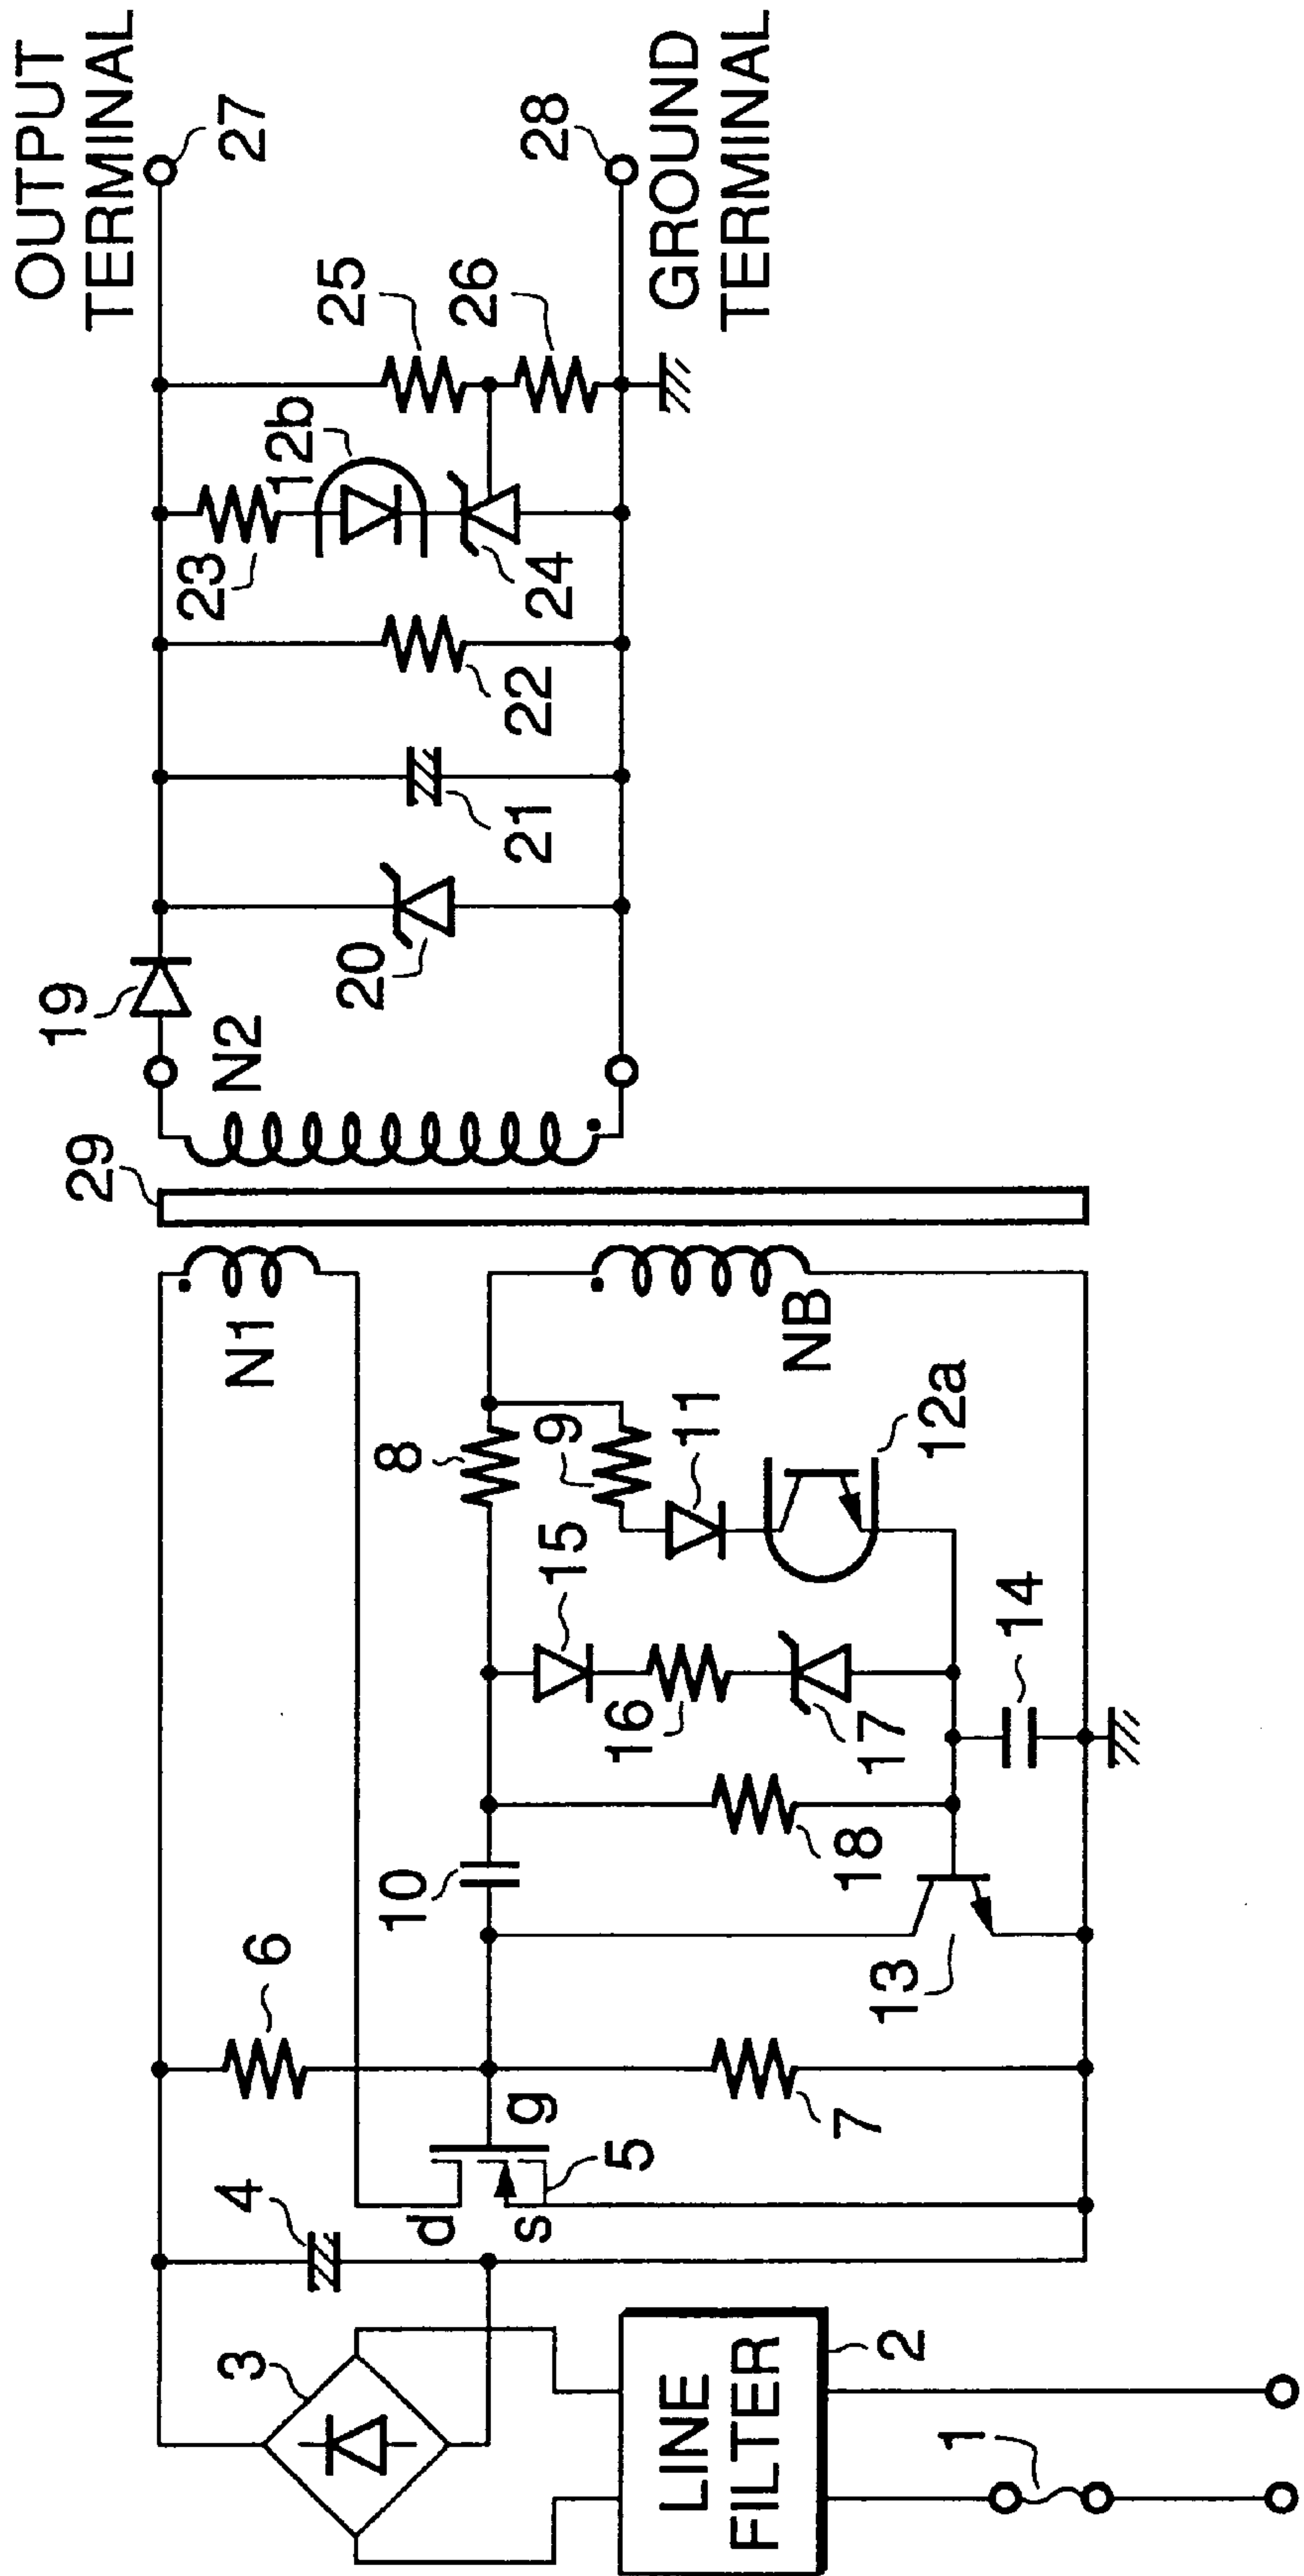 OUTPUT
TERMINAL
27
28
GROUND
TERMINAL
25
26
12b
23
24
22
21
20
19
N2
29
N1
NB
8
9
11
12a
15
16
17
14
18
10
13
6
7
g
d
s
5
4
3
LINE
FILTER
2
1